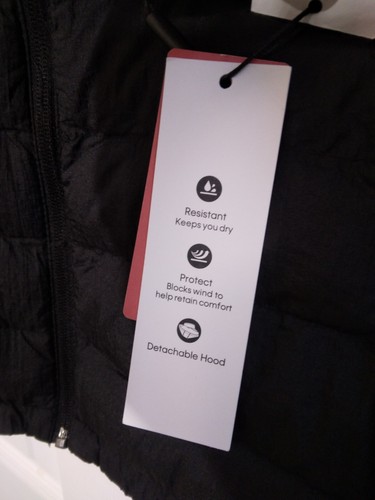 Resistant
Keeps you dry
Protect
Blocks wind to
help retain comfort
Detachable Hood